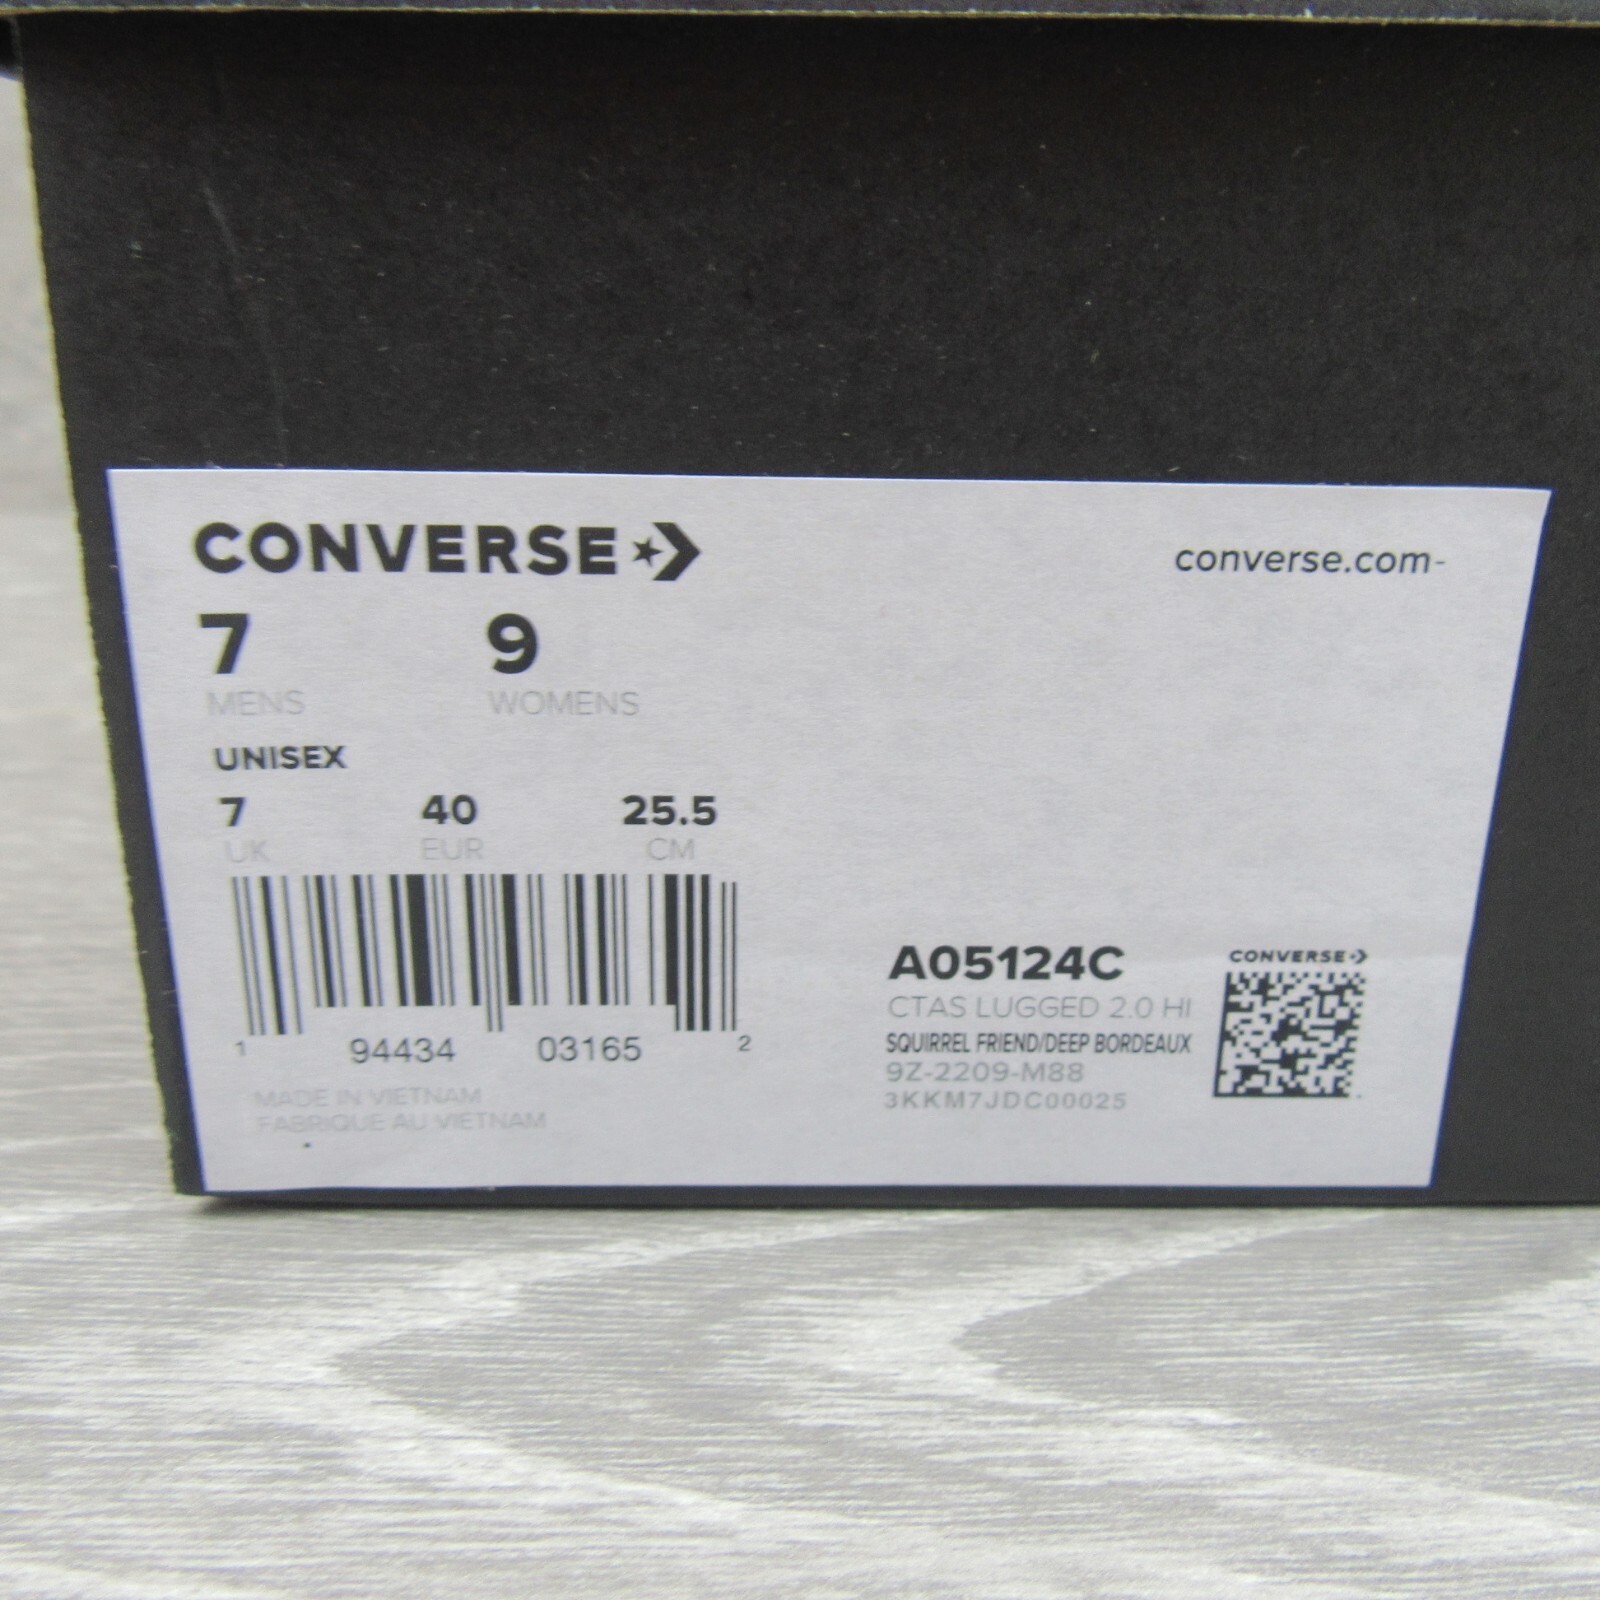 CONVERSE
converse.com-
7 9
MENS WOMENS
UNISEX
7 40 25.5
UK EUR CM
1 94434 03165 2
MADE IN VIETNAM
FABRIQUE AU VIETNAM
A05124C
CTAS LUGGED 2.0 HI
SQUIRREL FRIEND/DEEP BORDEAUX
9Z-2209-M88
3KKM7JDC00025
CONVERSE